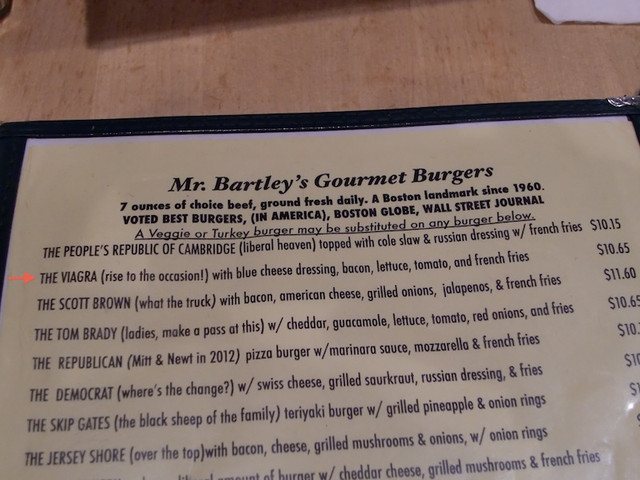 Mr. Bartley's Gourmet Burgers
7 ounces of choice beef, ground fresh daily. A Boston landmark since 1960.
VOTED BEST BURGERS, (IN AMERICA), BOSTON GLOBE, WALL STREET JOURNAL
A Veggie or Turkey burger may be substituted on any burger below.
THE PEOPLE'S REPUBLIC OF CAMBRIDGE (liberal heaven) topped with cole slaw & russian dressing w/ french fries $10.15
THE VIAGRA (rise to the occasion!) with blue cheese dressing, bacon, lettuce, tomato, and french fries $10.65
THE SCOTT BROWN (what the truck) with bacon, american cheese, grilled onions, jalapenos, & french fries $11.60
THE TOM BRADY (ladies, make a pass at this) w/ cheddar, guacamole, lettuce, tomato, red onions, and fries $10.65
THE REPUBLICAN (Mitt & Newt in 2012) pizza burger w/marinara sauce, mozzarella & french fries
THE DEMOCRAT (where's the change?) w/ swiss cheese, grilled saurkraut, russian dressing, & fries
THE SKIP GATES (the black sheep of the family) teriyaki burger w/ grilled pineapple & onion rings
THE JERSEY SHORE (over the top)with bacon, cheese, grilled mushrooms & onions, w/ onion rings
amount of burger w/ cheddar cheese, grilled mushrooms & french fries